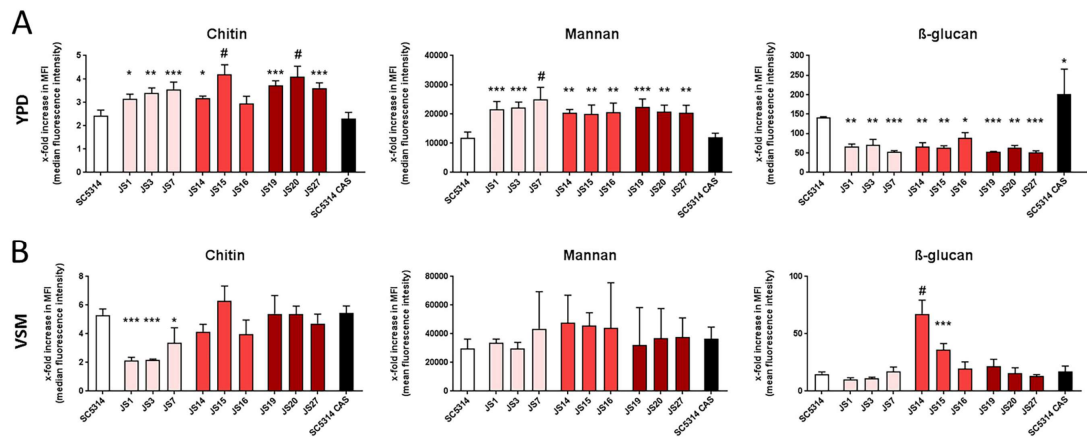 A
YPD
Chitin
x-fold increase in MFI
(median fluorescence intensity)
5
4
3
2
1
0
* ** *** * # *** # ***
SC5314 JS1 JS3 JS7 JS14 JS15 JS16 JS19 JS20 JS27 SC5314 CAS
Mannan
x-fold increase in MFI
(median fluorescence intensity)
40000
30000
20000
10000
0
*** *** # ** ** ** *** ** **
SC5314 JS1 JS3 JS7 JS14 JS15 JS16 JS19 JS20 JS27 SC5314 CAS
ß-glucan
x-fold increase in MFI
(median fluorescence intensity)
300
250
200
150
100
50
0
** ** ** ** ** * *** ** *** *
SC5314 JS1 JS3 JS7 JS14 JS15 JS16 JS19 JS20 JS27 SC5314 CAS
B
VSM
Chitin
x-fold increase in MFI
(median fluorescence intensity)
8
6
4
2
0
*** *** *
SC5314 JS1 JS3 JS7 JS14 JS15 JS16 JS19 JS20 JS27 SC5314 CAS
Mannan
x-fold increase in MFI
(mean fluorescence intensity)
80000
60000
40000
20000
0
SC5314 JS1 JS3 JS7 JS14 JS15 JS16 JS19 JS20 JS27 SC5314 CAS
ß-glucan
x-fold increase in MFI
(mean fluorescence intensity)
100
50
0
# ***
SC5314 JS1 JS3 JS7 JS14 JS15 JS16 JS19 JS20 JS27 SC5314 CAS